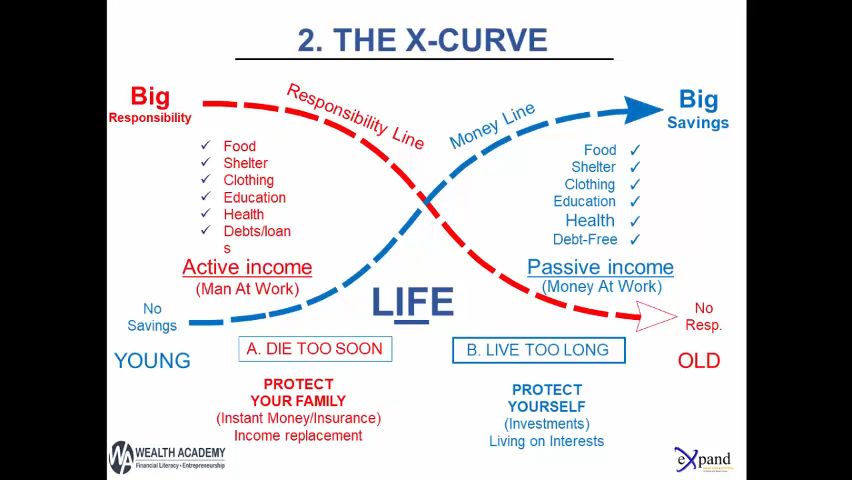 2. THE X-CURVE
Big
Responsibility
Responsibility Line
Money Line
Big
Savings
✓ Food
✓ Shelter
✓ Clothing
✓ Education
✓ Health
✓ Debts/loan
s
Food ✓
Shelter ✓
Clothing ✓
Education ✓
Health ✓
Debt-Free ✓
Active income
(Man At Work)
Passive income
(Money At Work)
No
Savings
LIFE
No
Resp.
YOUNG
A. DIE TOO SOON
B. LIVE TOO LONG
OLD
PROTECT
YOUR FAMILY
(Instant Money/Insurance)
Income replacement
PROTECT
YOURSELF
(Investments)
Living on Interests
WA WEALTH ACADEMY
Financial Literacy • Entrepreneurship
eXpand